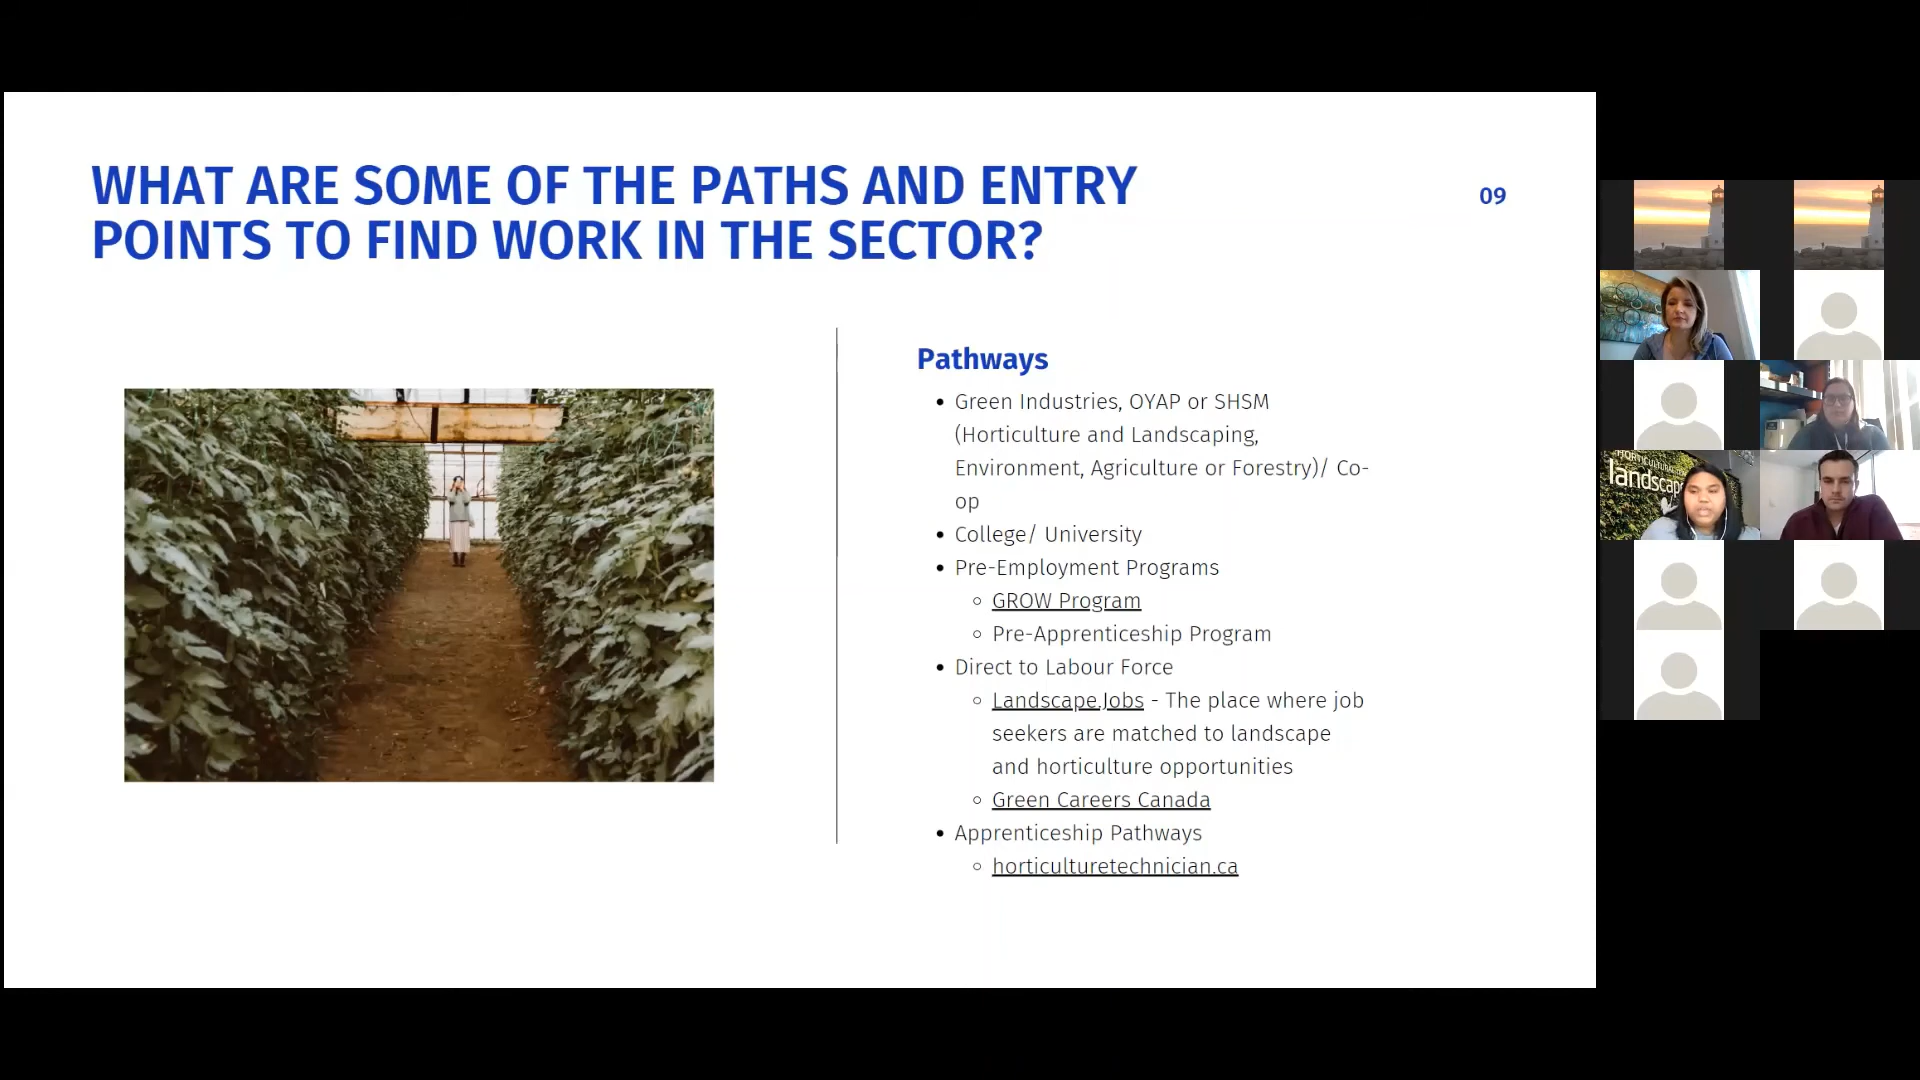 WHAT ARE SOME OF THE PATHS AND ENTRY
POINTS TO FIND WORK IN THE SECTOR?
09
Pathways
• Green Industries, OYAP or SHSM
(Horticulture and Landscaping,
Environment, Agriculture or Forestry)/ Co-
op
• College/ University
• Pre-Employment Programs
◦ GROW Program
◦ Pre-Apprenticeship Program
• Direct to Labour Force
◦ Landscape.Jobs - The place where job
seekers are matched to landscape
and horticulture opportunities
◦ Green Careers Canada
• Apprenticeship Pathways
◦ horticulturetechnician.ca